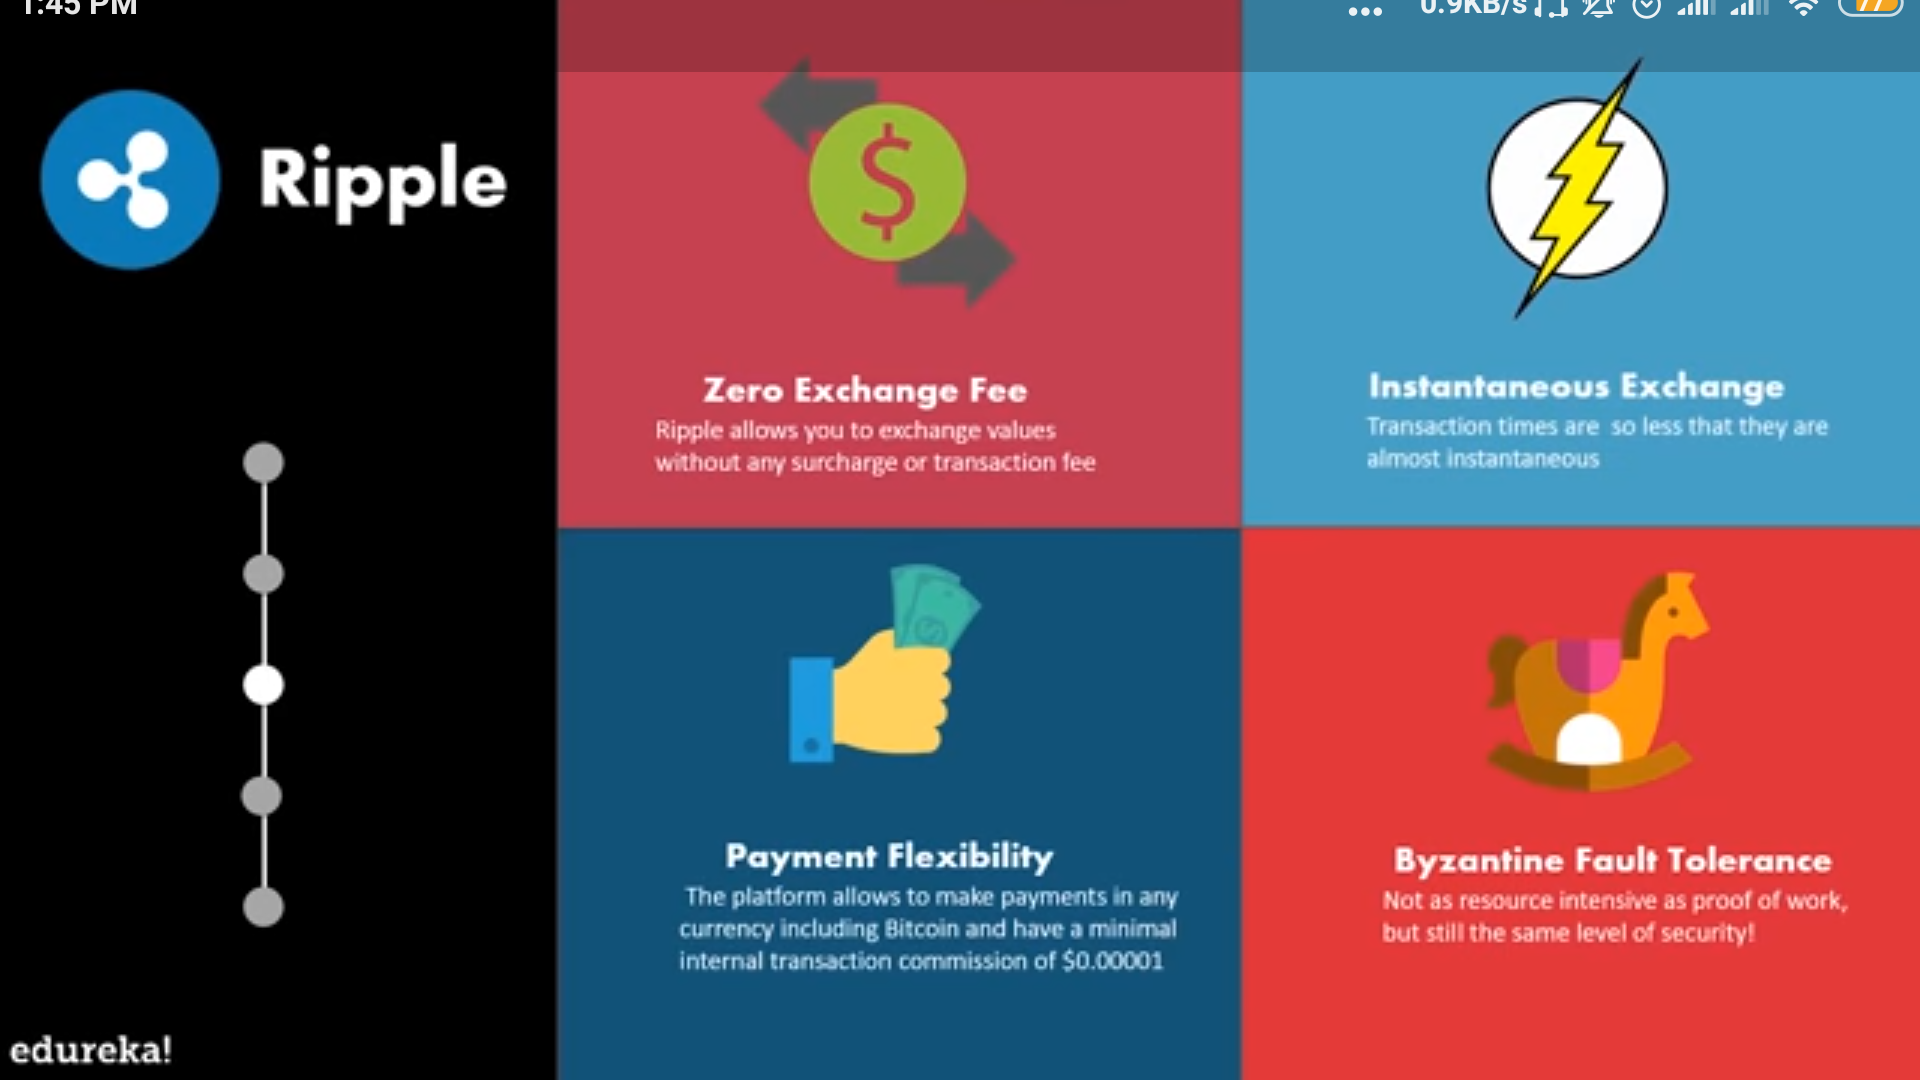 1:45 PM
0.9KB/s
77
Ripple
Zero Exchange Fee
Ripple allows you to exchange values
without any surcharge or transaction fee
Instantaneous Exchange
Transaction times are so less that they are
almost instantaneous
Payment Flexibility
The platform allows to make payments in any
currency including Bitcoin and have a minimal
internal transaction commission of $0.00001
Byzantine Fault Tolerance
Not as resource intensive as proof of work,
but still the same level of security!
edureka!